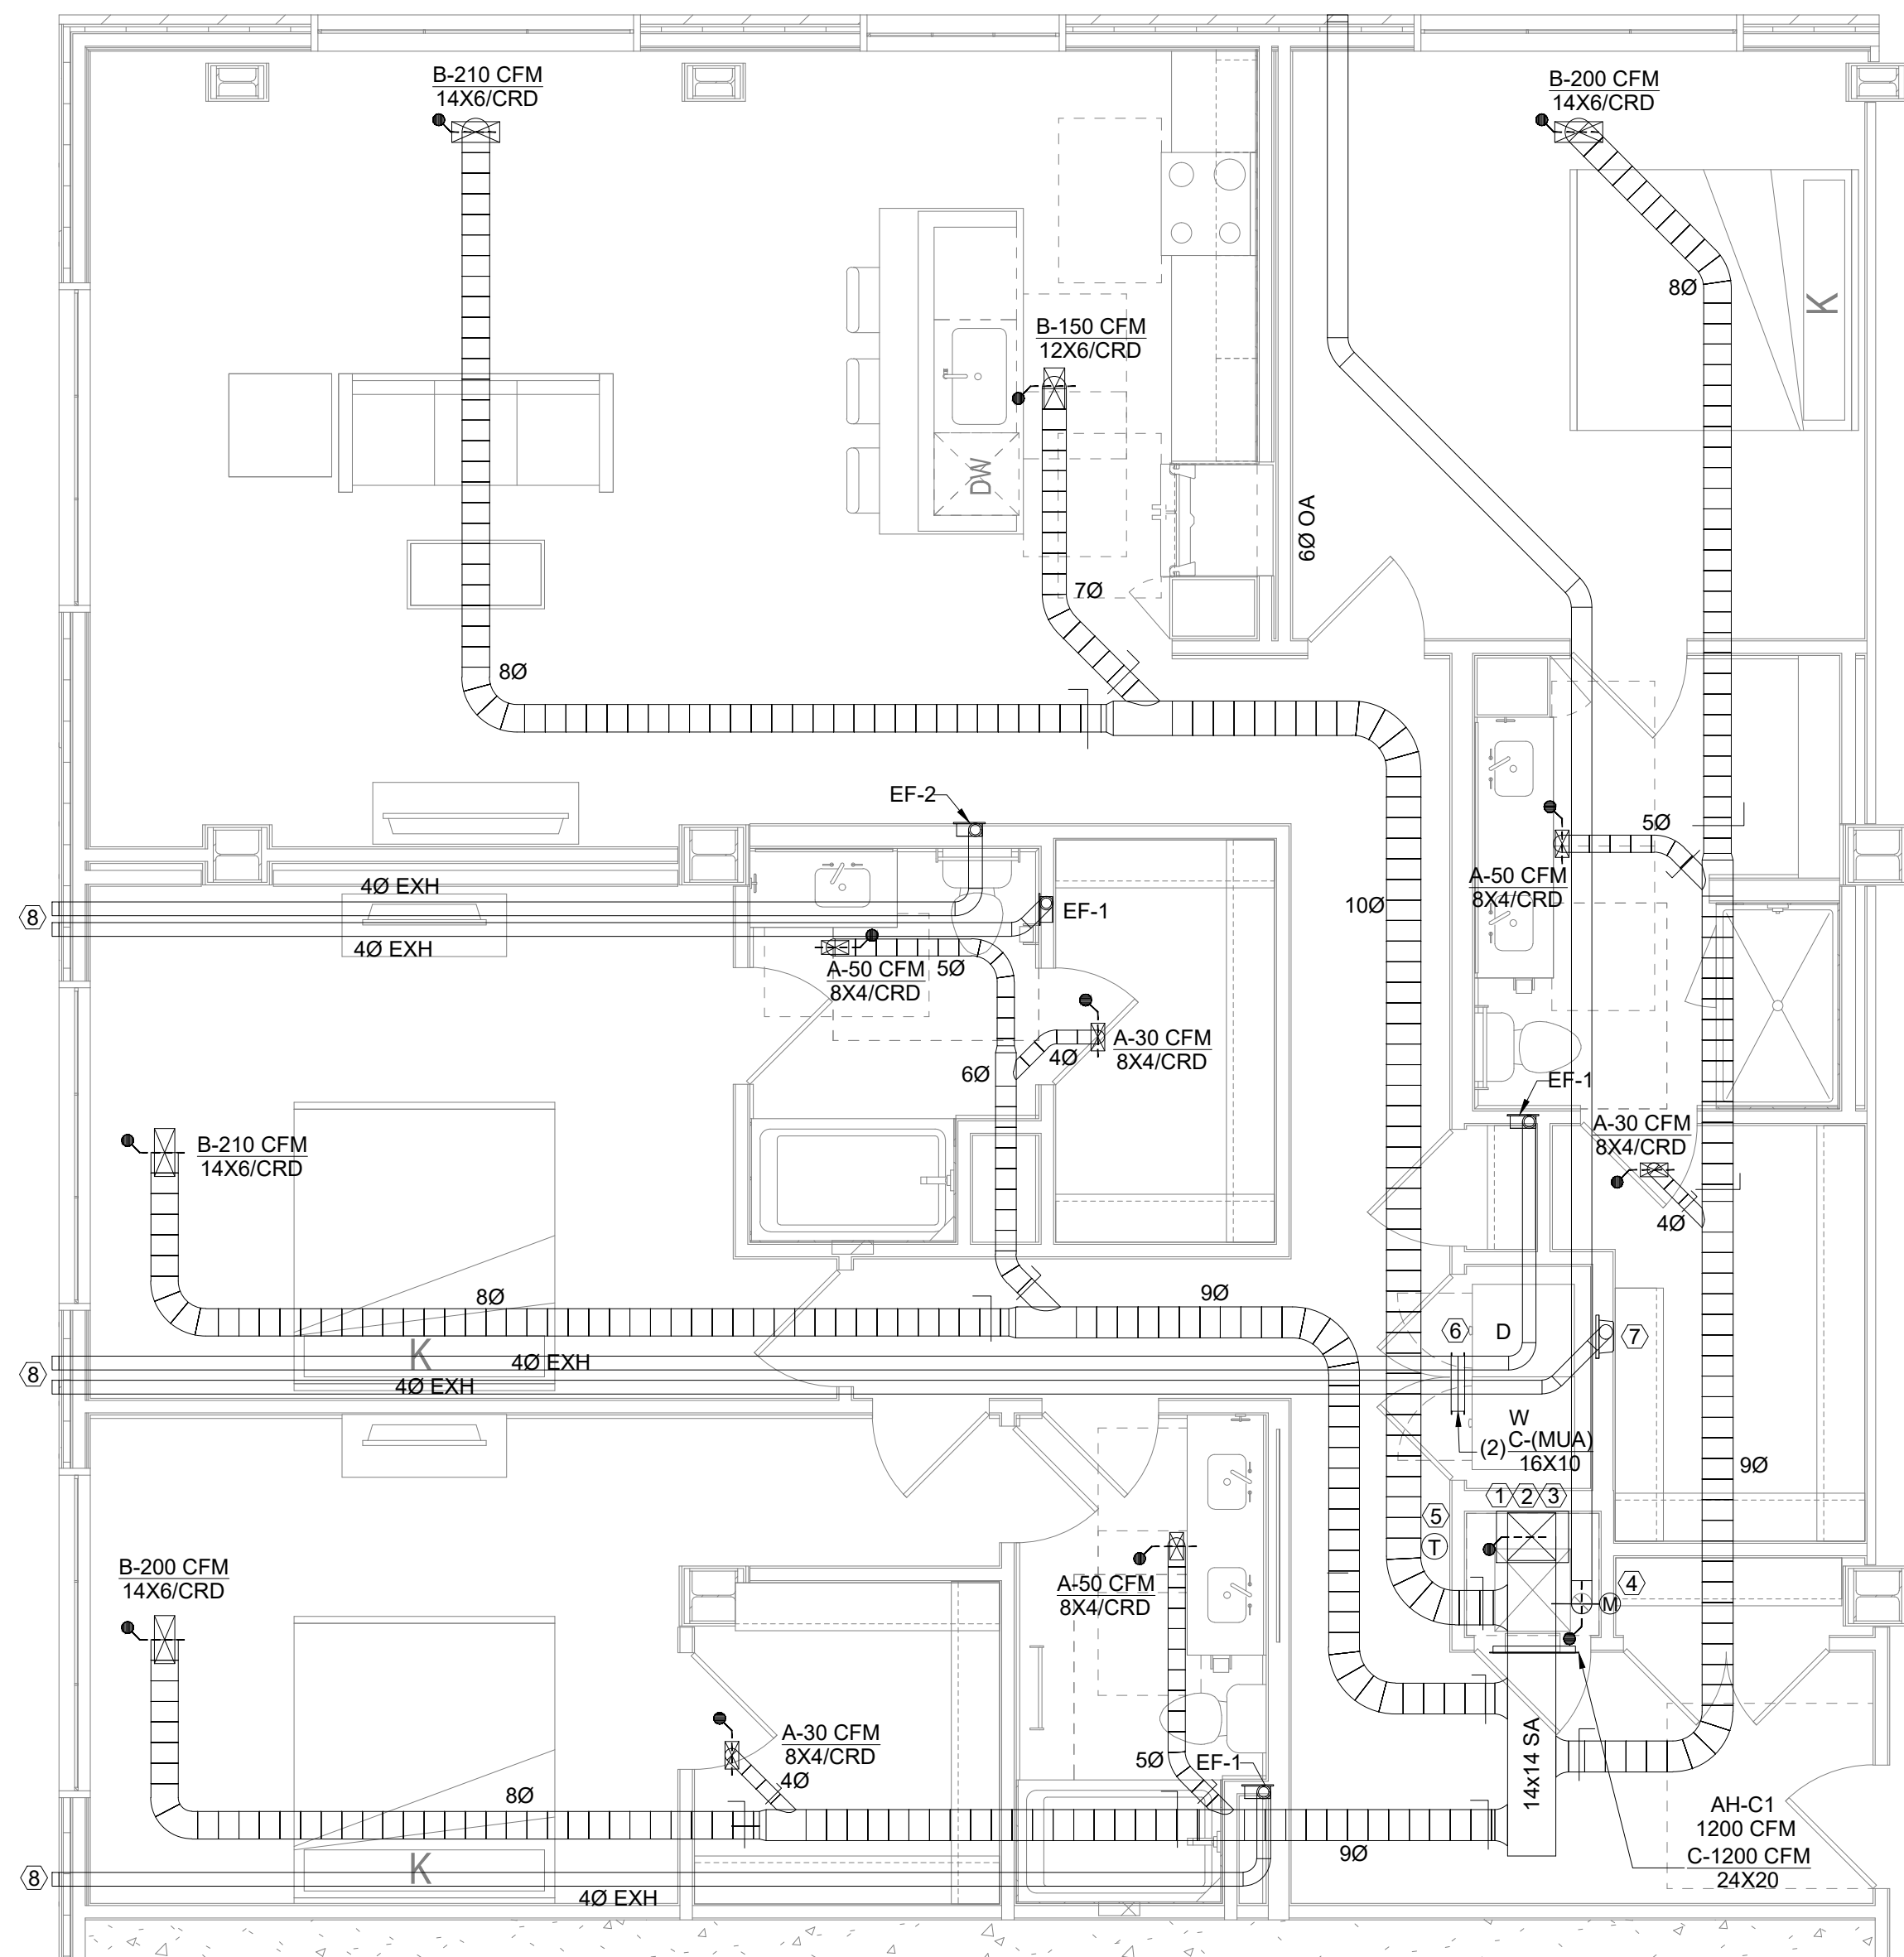 B-210 CFM
14X6/CRD
B-200 CFM
14X6/CRD
8Ø
K
B-150 CFM
12X6/CRD
DW
6Ø OA
7Ø
8Ø
EF-2
5Ø
4Ø EXH
A-50 CFM
8X4/CRD
10Ø
8
EF-1
4Ø EXH
A-50 CFM
8X4/CRD
5Ø
A-30 CFM
8X4/CRD
4Ø
6Ø
EF-1
A-30 CFM
8X4/CRD
4Ø
B-210 CFM
14X6/CRD
8Ø
9Ø
6
D
7
K
4Ø EXH
8
4Ø EXH
W
(2) C-(MUA)
16X10
9Ø
1 2 3
5
T
B-200 CFM
14X6/CRD
A-50 CFM
8X4/CRD
4
M
A-30 CFM
8X4/CRD
4Ø
5Ø
EF-1
14x14 SA
8Ø
AH-C1
1200 CFM
C-1200 CFM
24X20
9Ø
K
8
4Ø EXH